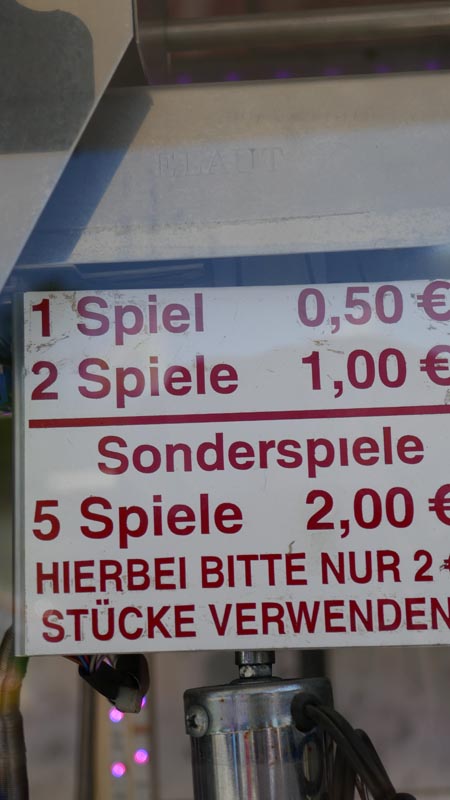 ELAUT
1 Spiel 0,50 €
2 Spiele 1,00 €
Sonderspiele
5 Spiele 2,00 €
HIERBEI BITTE NUR 2 €
STÜCKE VERWENDEN